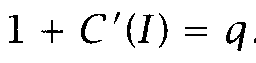 1 + C′(I) = q.